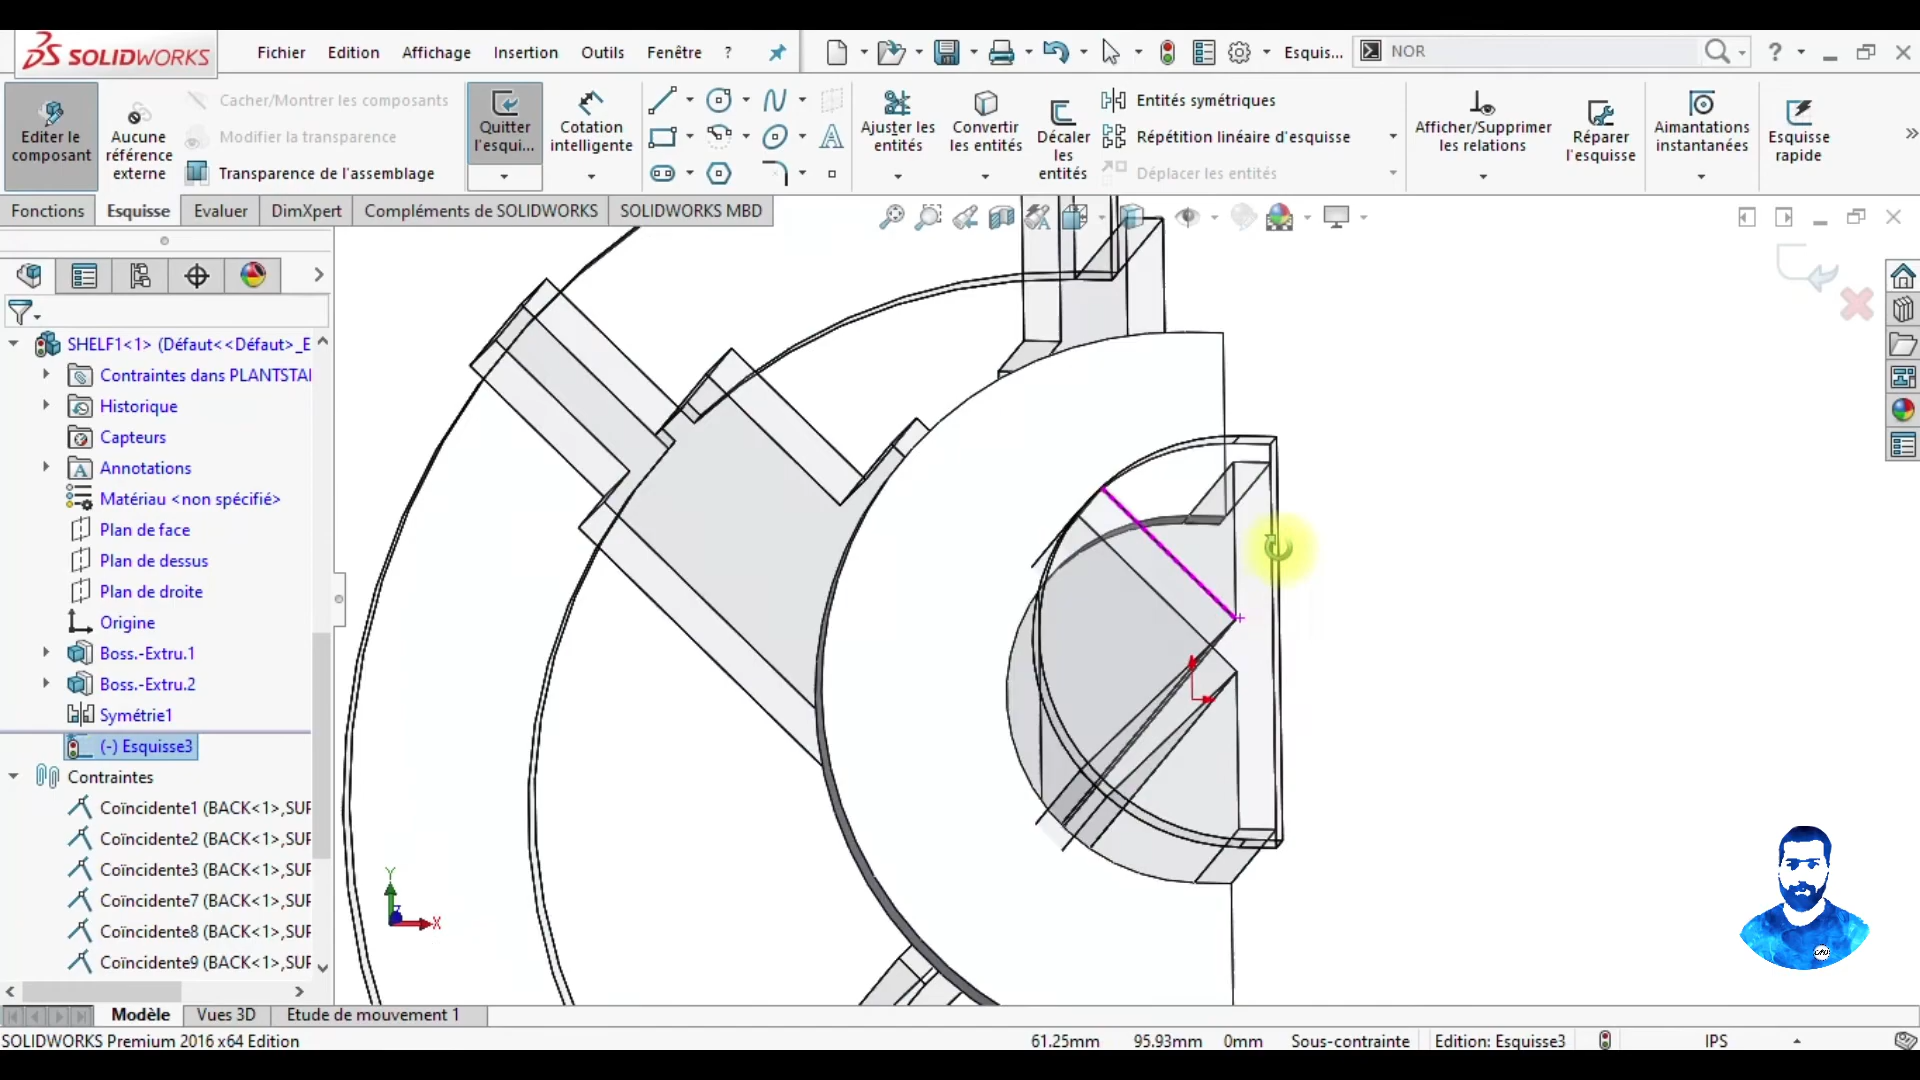 SOLIDWORKS
Fichier Edition Affichage Insertion Outils Fenêtre ?
Esquis...
NOR
?
Editer le composant
Aucune référence externe
Cacher/Montrer les composants
Modifier la transparence
Transparence de l'assemblage
Quitter l'esqui...
Cotation intelligente
Ajuster les entités
Convertir les entités
Décaler les entités
Entités symétriques
Répétition linéaire d'esquisse
Déplacer les entités
Afficher/Supprimer les relations
Réparer l'esquisse
Aimantations instantanées
Esquisse rapide
Fonctions Esquisse Evaluer DimXpert Compléments de SOLIDWORKS SOLIDWORKS MBD
SHELF1<1> (Défaut<<Défaut>_E
Contraintes dans PLANTSTAI
Historique
Capteurs
Annotations
Matériau <non spécifié>
Plan de face
Plan de dessus
Plan de droite
Origine
Boss.-Extru.1
Boss.-Extru.2
Symétrie1
(-) Esquisse3
Contraintes
Coïncidente1 (BACK<1>,SUF
Coïncidente2 (BACK<1>,SUF
Coïncidente3 (BACK<1>,SUF
Coïncidente7 (BACK<1>,SUF
Coïncidente8 (BACK<1>,SUF
Coïncidente9 (BACK<1>,SUF
Y
Z
X
Modèle Vues 3D Etude de mouvement 1
SOLIDWORKS Premium 2016 x64 Edition
61.25mm 95.93mm 0mm Sous-contrainte Edition: Esquisse3 IPS